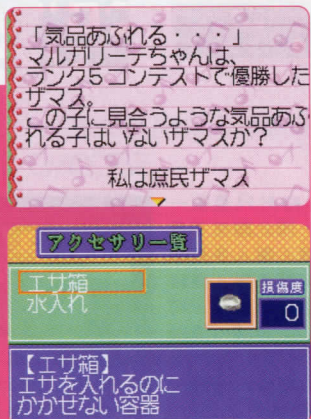 「気品あふれる・・・」
マルガリーテちゃんは、
ランク5 コンテストで優勝した
ザマス。
この子に見合うような気品あふ
れる子はいないザマスか?
私は庶民ザマス
アクセサリー覧
エサ箱
水入れ
損傷度
0
【エサ箱】
エサを入れるのに
かかせない容器